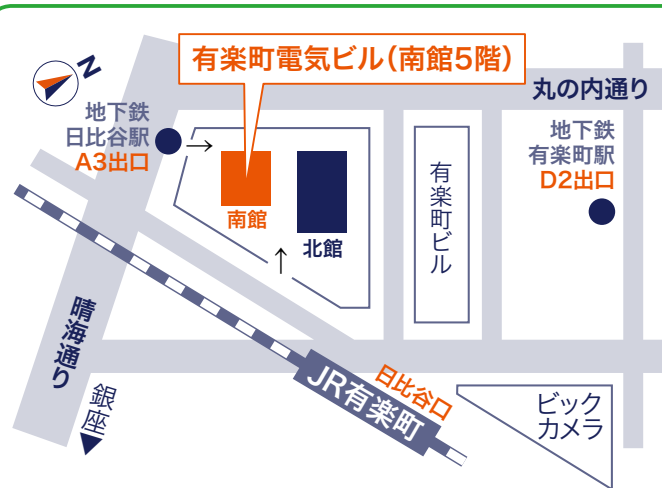 N
有楽町電気ビル（南館5階）
丸の内通り
地下鉄
日比谷駅
A3出口
→
地下鉄
有楽町駅
D2出口
南館
北館
↑
有楽町ビル
晴海通り
銀座
JR有楽町
日比谷口
ビック
カメラ